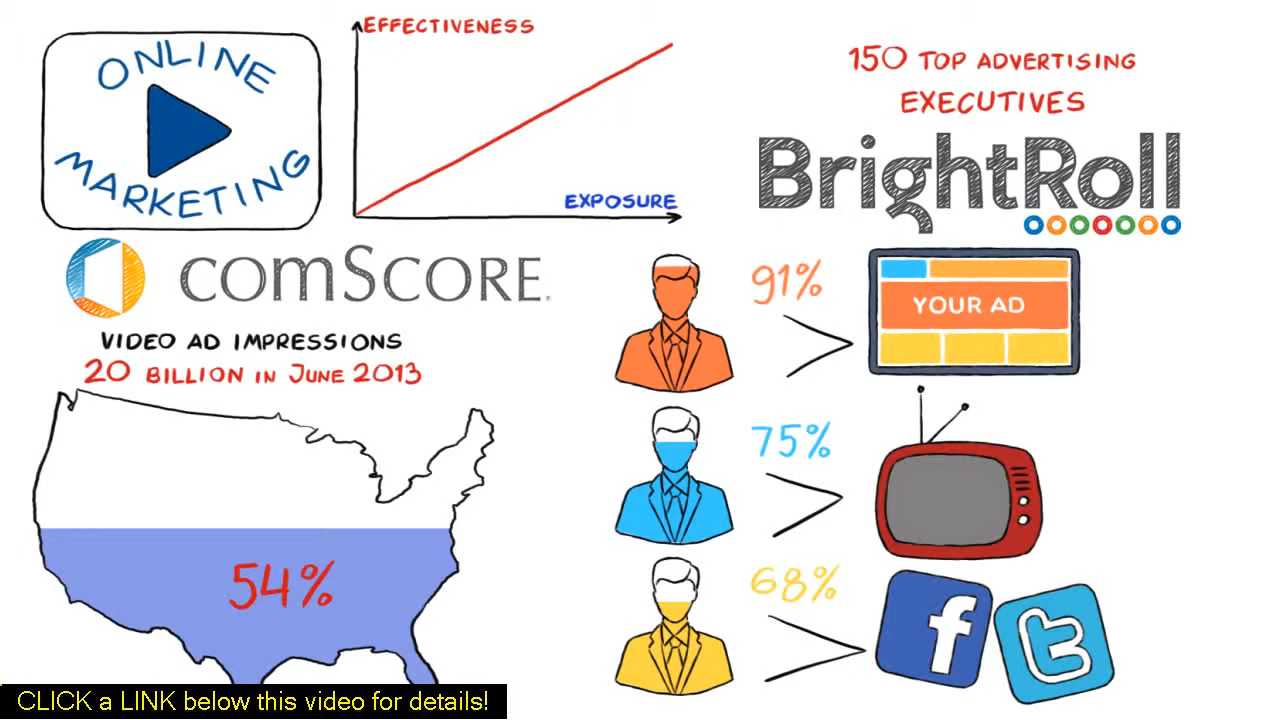 ONLINE
MARKETING
EFFECTIVENESS
EXPOSURE
150 TOP ADVERTISING
EXECUTIVES
BrightRoll
comScore.
VIDEO AD IMPRESSIONS
20 BILLION IN JUNE 2013
54%
91%
YOUR AD
75%
68%
f
t
CLICK a LINK below this video for details!